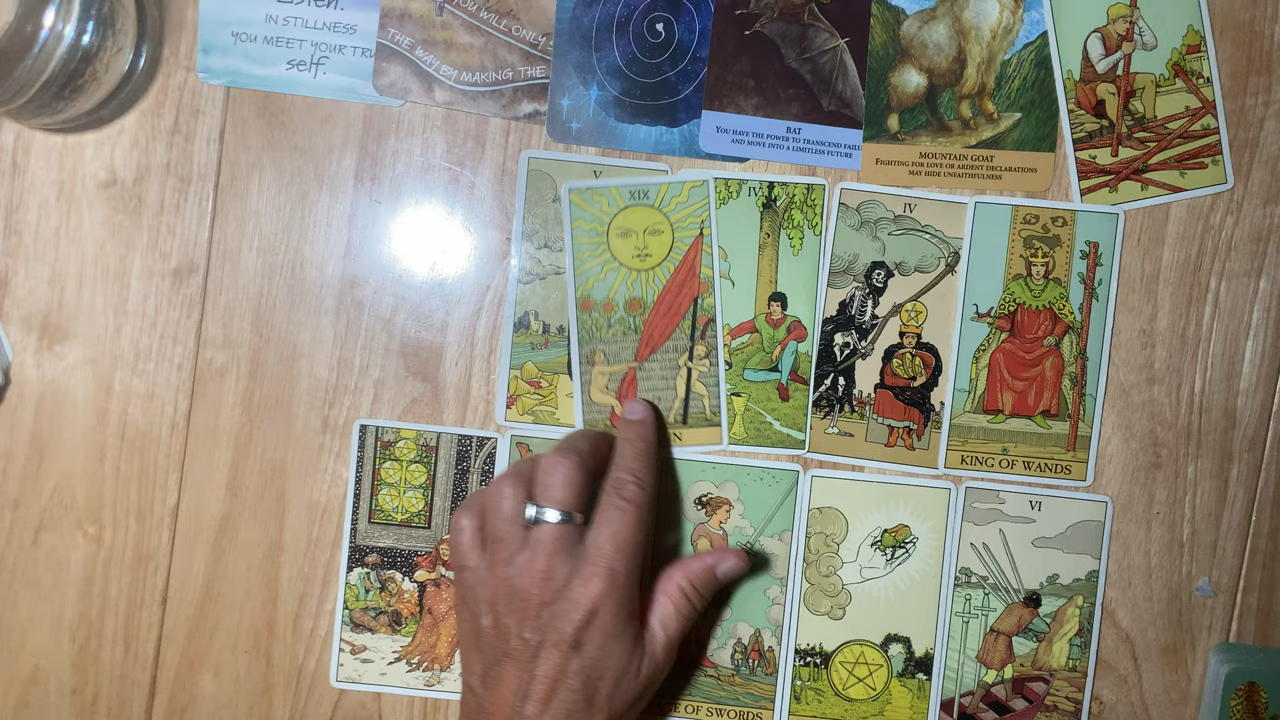 Listen.
IN STILLNESS
YOU MEET YOUR TRU
self.
YOU WILL ONLY
THE WAY BY MAKING THE
BAT
YOU HAVE THE POWER TO TRANSCEND FAILU
AND MOVE INTO A LIMITLESS FUTURE
MOUNTAIN GOAT
FIGHTING FOR LOVE OR ARDENT DECLARATIONS
MAY HIDE UNFAITHFULNESS
V
XIX
IV
IV
N
KING OF WANDS
VI
E OF SWORDS